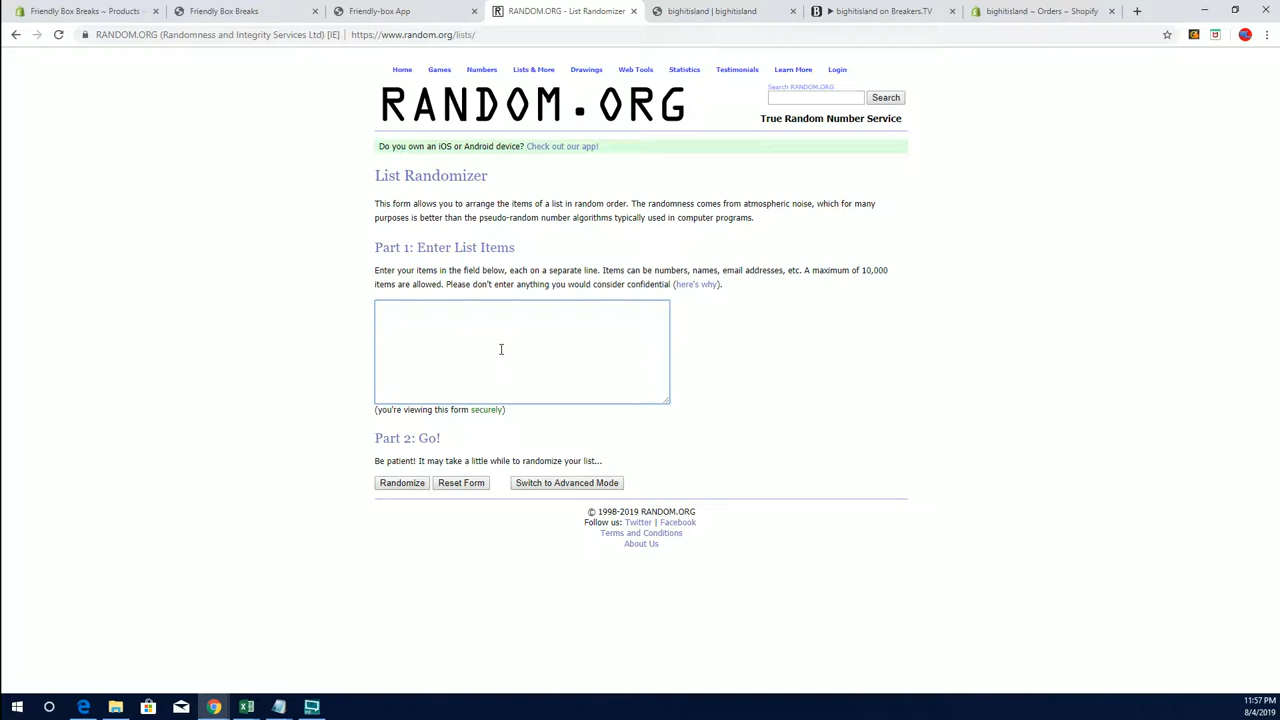 Friendly Box Breaks ~ Products
Friendly Box Breaks
Friendly-box App
RANDOM.ORG - List Randomizer
bighitisland | bighitisland
bighitisland on Breakers.TV
bighitisland ~ Orders ~ Shopify
RANDOM.ORG (Randomness and Integrity Services Ltd) [IE] | https://www.random.org/lists/
Home Games Numbers Lists & More Drawings Web Tools Statistics Testimonials Learn More Login
RANDOM.ORG
Search RANDOM.ORG
Search
True Random Number Service
Do you own an iOS or Android device? Check out our app!
List Randomizer
This form allows you to arrange the items of a list in random order. The randomness comes from atmospheric noise, which for many
purposes is better than the pseudo-random number algorithms typically used in computer programs.
Part 1: Enter List Items
Enter your items in the field below, each on a separate line. Items can be numbers, names, email addresses, etc. A maximum of 10,000
items are allowed. Please don't enter anything you would consider confidential (here's why).
(you're viewing this form securely)
Part 2: Go!
Be patient! It may take a little while to randomize your list...
Randomize Reset Form Switch to Advanced Mode
© 1998-2019 RANDOM.ORG
Follow us: Twitter | Facebook
Terms and Conditions
About Us
11:57 PM
8/4/2019